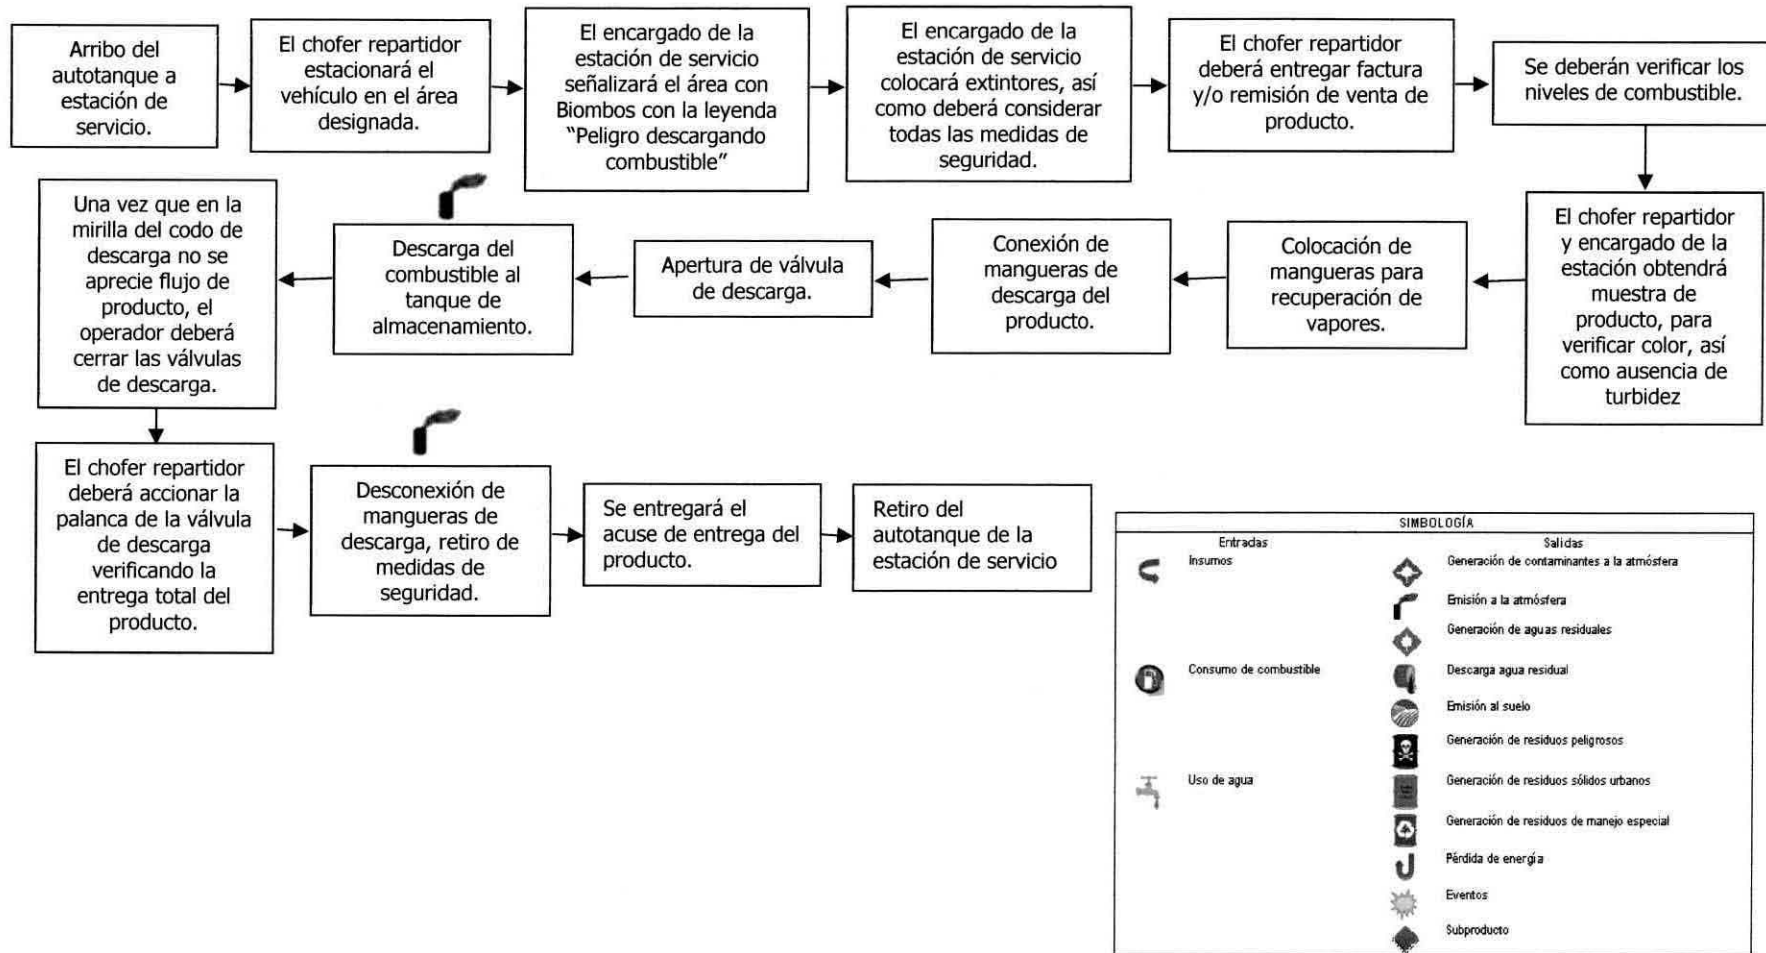 Arribo del
autotanque a
estación de
servicio.
El chofer repartidor
estacionará el
vehículo en el área
designada.
El encargado de la
estación de servicio
señalizará el área con
Biombos con la leyenda
“Peligro descargando
combustible”
El encargado de la
estación de servicio
colocará extintores, así
como deberá considerar
todas las medidas de
seguridad.
El chofer repartidor
deberá entregar factura
y/o remisión de venta de
producto.
Se deberán verificar los
niveles de combustible.
El chofer repartidor
y encargado de la
estación obtendrá
muestra de
producto, para
verificar color, así
como ausencia de
turbidez
Colocación de
mangueras para
recuperación de
vapores.
Conexión de
mangueras de
descarga del
producto.
Apertura de válvula
de descarga.
Descarga del
combustible al
tanque de
almacenamiento.
Una vez que en la
mirilla del codo de
descarga no se
aprecie flujo de
producto, el
operador deberá
cerrar las válvulas
de descarga.
El chofer repartidor
deberá accionar la
palanca de la válvula
de descarga
verificando la
entrega total del
producto.
Desconexión de
mangueras de
descarga, retiro de
medidas de
seguridad.
Se entregará el
acuse de entrega del
producto.
Retiro del
autotanque de la
estación de servicio
SIMBOLOGÍA
Entradas
Insumos
Consumo de combustible
Uso de agua
Salidas
Generación de contaminantes a la atmósfera
Emisión a la atmósfera
Generación de aguas residuales
Descarga agua residual
Emisión al suelo
Generación de residuos peligrosos
Generación de residuos sólidos urbanos
Generación de residuos de manejo especial
Pérdida de energía
Eventos
Subproducto